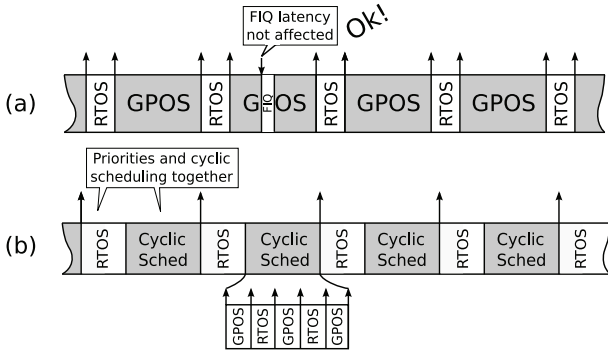 FIQ latency
not affected
Ok!
(a)
RTOS GPOS RTOS GPOS FIQ RTOS GPOS RTOS GPOS RTOS
Priorities and cyclic
scheduling together
(b)
RTOS Cyclic Sched RTOS Cyclic Sched RTOS Cyclic Sched RTOS Cyclic Sched RTOS
GPOS RTOS GPOS RTOS GPOS